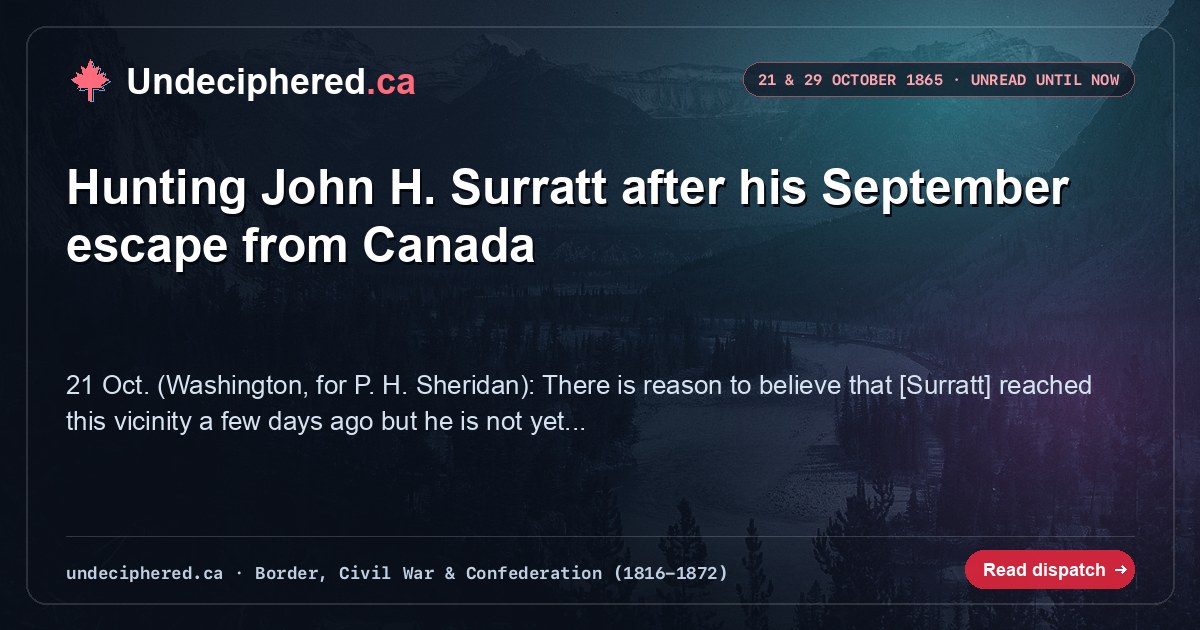 Undeciphered.ca
21 & 29 OCTOBER 1865 · UNREAD UNTIL NOW
Hunting John H. Surratt after his September
escape from Canada
21 Oct. (Washington, for P. H. Sheridan): There is reason to believe that [Surratt] reached
this vicinity a few days ago but he is not yet...
undeciphered.ca · Border, Civil War & Confederation (1816–1872)
Read dispatch →